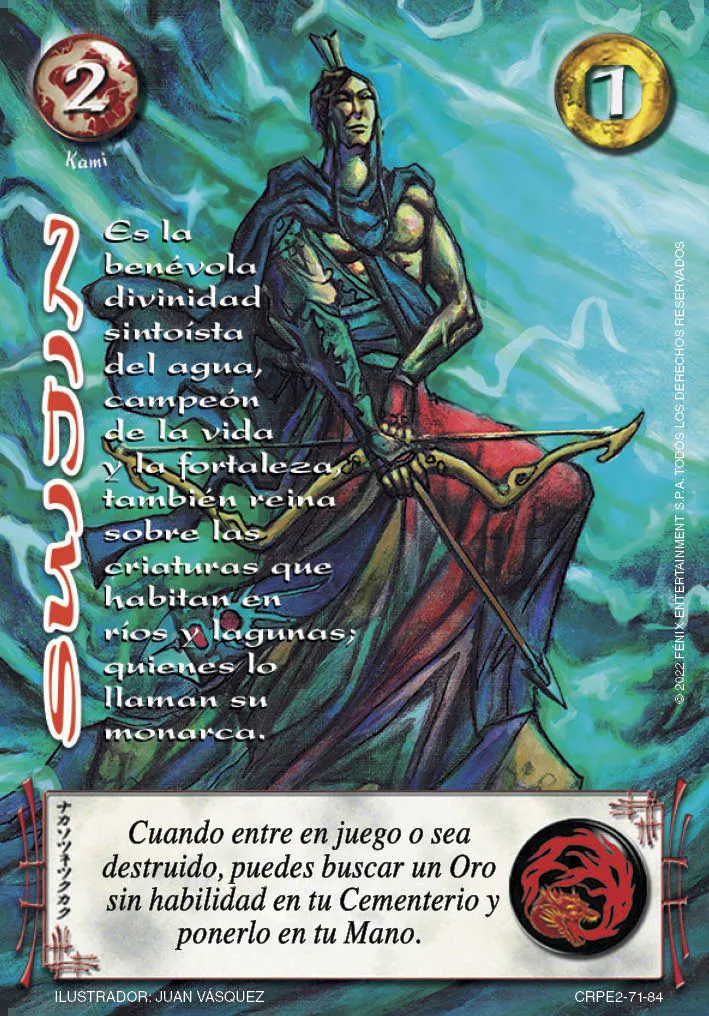 2
Kami
1
SUIJIN
Es la
benévola
divinidad
sintoísta
del agua,
campeón
de la vida
y la fortaleza,
también reina
sobre las
criaturas que
habitan en
ríos y lagunas;
quienes lo
llaman su
monarca.
© 2022 FÉNIX ENTERTAINMENT S.P.A. TODOS LOS DERECHOS RESERVADOS
ナカソツネツクカク
Cuando entre en juego o sea
destruido, puedes buscar un Oro
sin habilidad en tu Cementerio y
ponerlo en tu Mano.
ILUSTRADOR: JUAN VÁSQUEZ
CRPE2-71-84